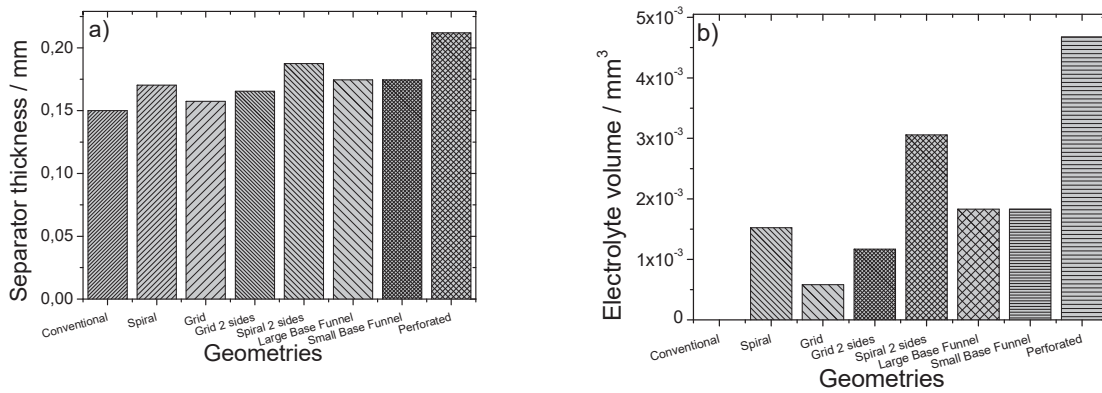 a)
0,20
0,15
0,10
0,05
0,00
Separator thickness / mm
Conventional
Spiral
Grid
Grid 2 sides
Spiral 2 sides
Large Base Funnel
Small Base Funnel
Perforated
Geometries
b)
5x10⁻³
4x10⁻³
3x10⁻³
2x10⁻³
1x10⁻³
0
Electrolyte volume / mm³
Conventional
Spiral
Grid
Grid 2 sides
Spiral 2 sides
Large Base Funnel
Small Base Funnel
Perforated
Geometries